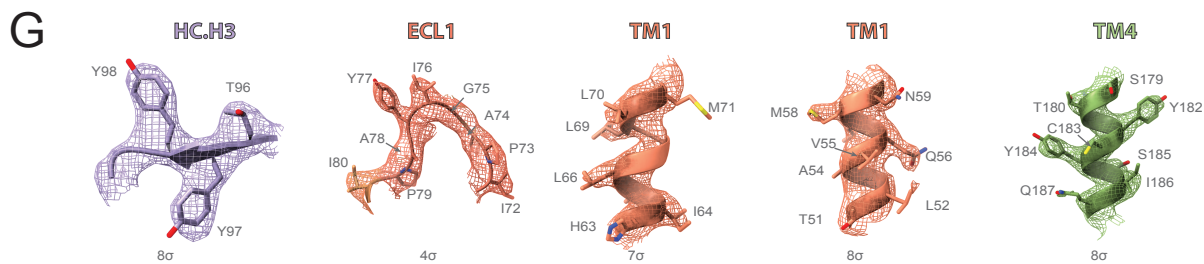 G
HC.H3
Y98
T96
Y97
8σ
ECL1
I76
Y77
G75
A74
A78
P73
I80
P79
I72
4σ
TM1
L70
M71
L69
L66
I64
H63
7σ
TM1
N59
M58
V55
Q56
A54
L52
T51
8σ
TM4
S179
T180
Y182
C183
Y184
S185
I186
Q187
8σ